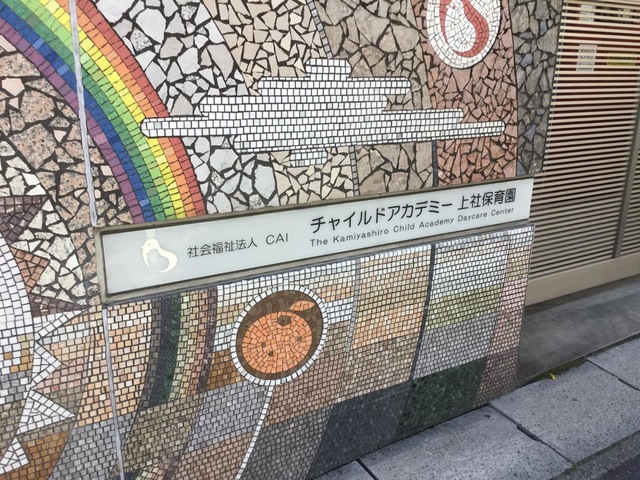 社会福祉法人 CAI
チャイルドアカデミー 上社保育園
The Kamiyashiro Child Academy Daycare Center